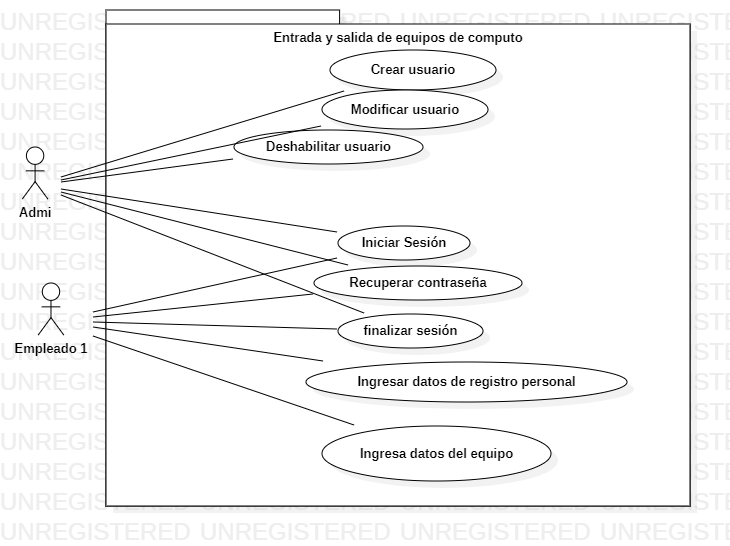 Entrada y salida de equipos de computo
Crear usuario
Modificar usuario
Deshabilitar usuario
Admi
Iniciar Sesión
Recuperar contraseña
finalizar sesión
Empleado 1
Ingresar datos de registro personal
Ingresa datos del equipo
UNREGISTERED UNREGISTERED UNREGISTERED UNREGISTE